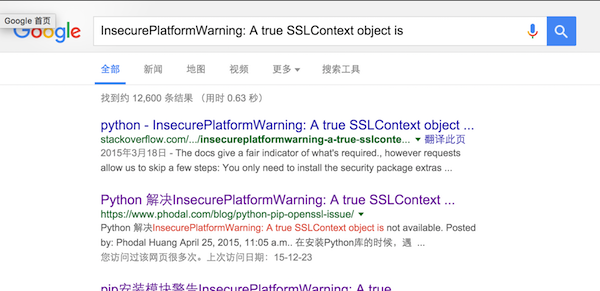 Google 首页
Google
InsecurePlatformWarning: A true SSLContext object is
全部 新闻 地图 视频 更多 搜索工具
找到约 12,600 条结果 （用时 0.63 秒）
python - InsecurePlatformWarning: A true SSLContext object ...
stackoverflow.com/.../insecureplatformwarning-a-true-sslconte... 翻译此页
2015年3月18日 - The docs give a fair indicator of what's required., however requests
allow us to skip a few steps: You only need to install the security package extras ...
Python 解决InsecurePlatformWarning: A true SSLContext ...
https://www.phodal.com/blog/python-pip-openssl-issue/
Python 解决InsecurePlatformWarning: A true SSLContext object is not available. Posted
by: Phodal Huang April 25, 2015, 11:05 a.m.. 在安装Python库的时候，遇 ...
您访问过该网页很多次。上次访问日期：15-12-23
pip安装模块警告InsecurePlatformWarning: A true